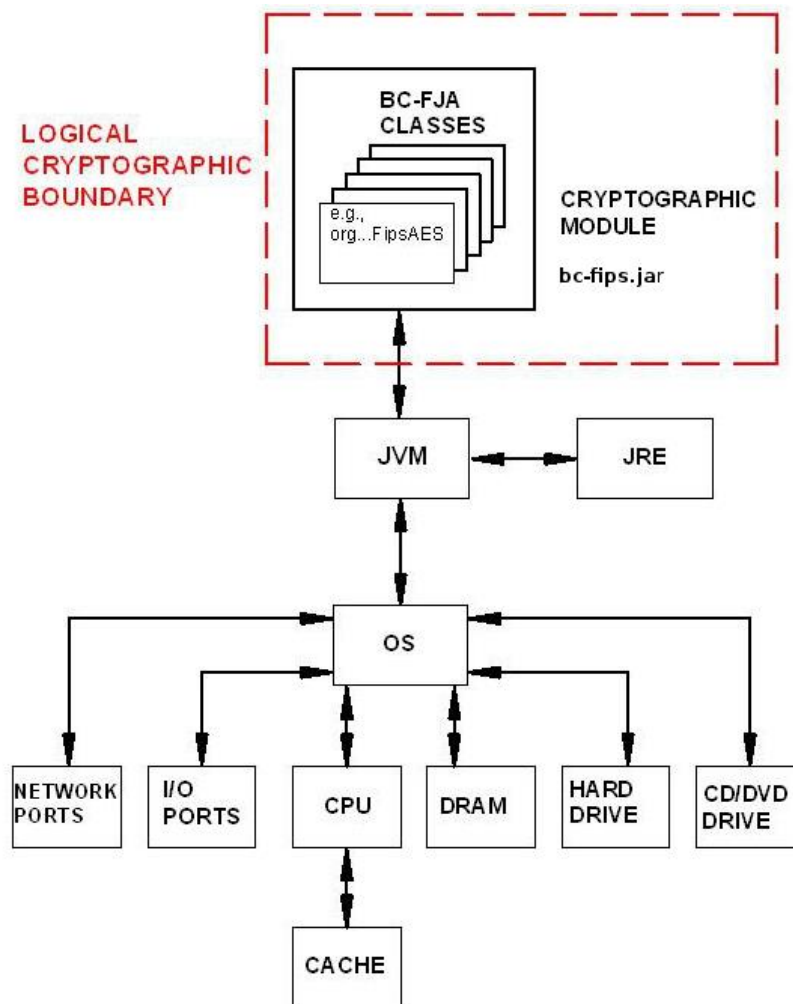 BC-FJA
CLASSES
LOGICAL
CRYPTOGRAPHIC
BOUNDARY
e.g.,
org...FipsAES
CRYPTOGRAPHIC
MODULE
bc-fips.jar
JVM
JRE
OS
NETWORK
PORTS
I/O
PORTS
CPU
DRAM
HARD
DRIVE
CD/DVD
DRIVE
CACHE